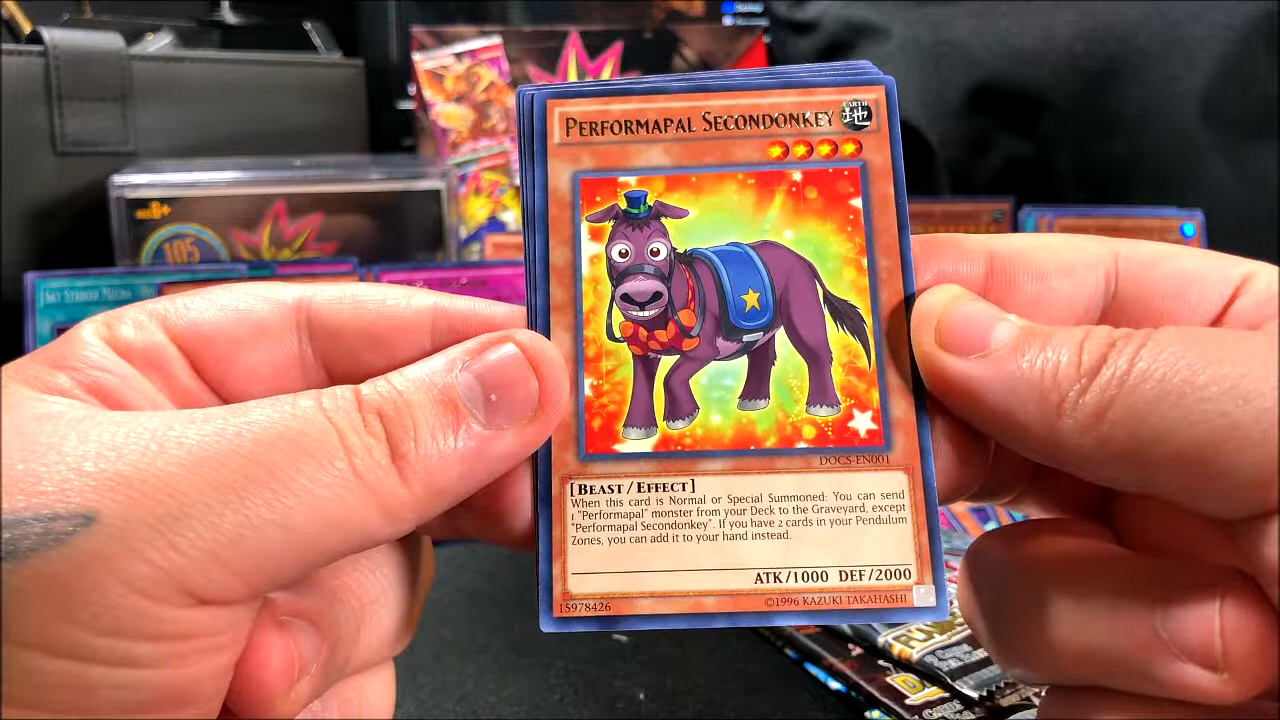 PERFORMAPAL SECONDONKEY
EARTH
地
105
DOCS-EN001
[BEAST/EFFECT]
When this card is Normal or Special Summoned: You can send
1 "Performapal" monster from your Deck to the Graveyard, except
"Performapal Secondonkey". If you have 2 cards in your Pendulum
Zones, you can add it to your hand instead.
ATK/1000 DEF/2000
15978426
©1996 KAZUKI TAKAHASHI